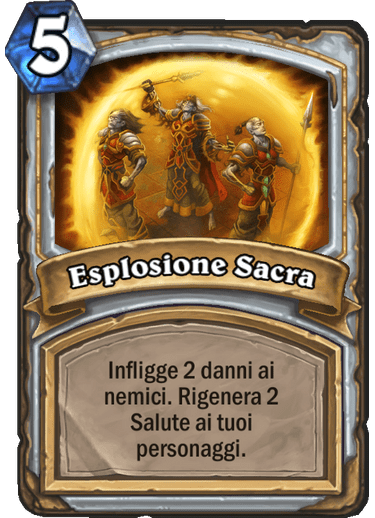 5
Esplosione Sacra
Infligge 2 danni ai
nemici. Rigenera 2
Salute ai tuoi
personaggi.